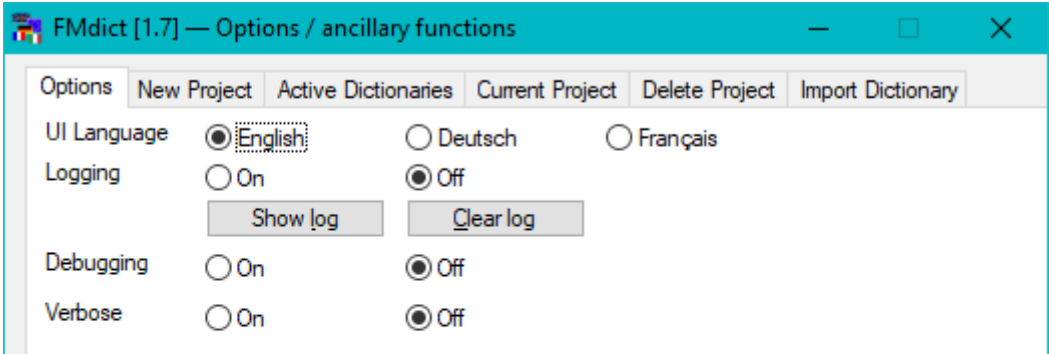 FMdict [1.7] — Options / ancillary functions
Options New Project Active Dictionaries Current Project Delete Project Import Dictionary
UI Language English Deutsch Français
Logging On Off
Show log Clear log
Debugging On Off
Verbose On Off